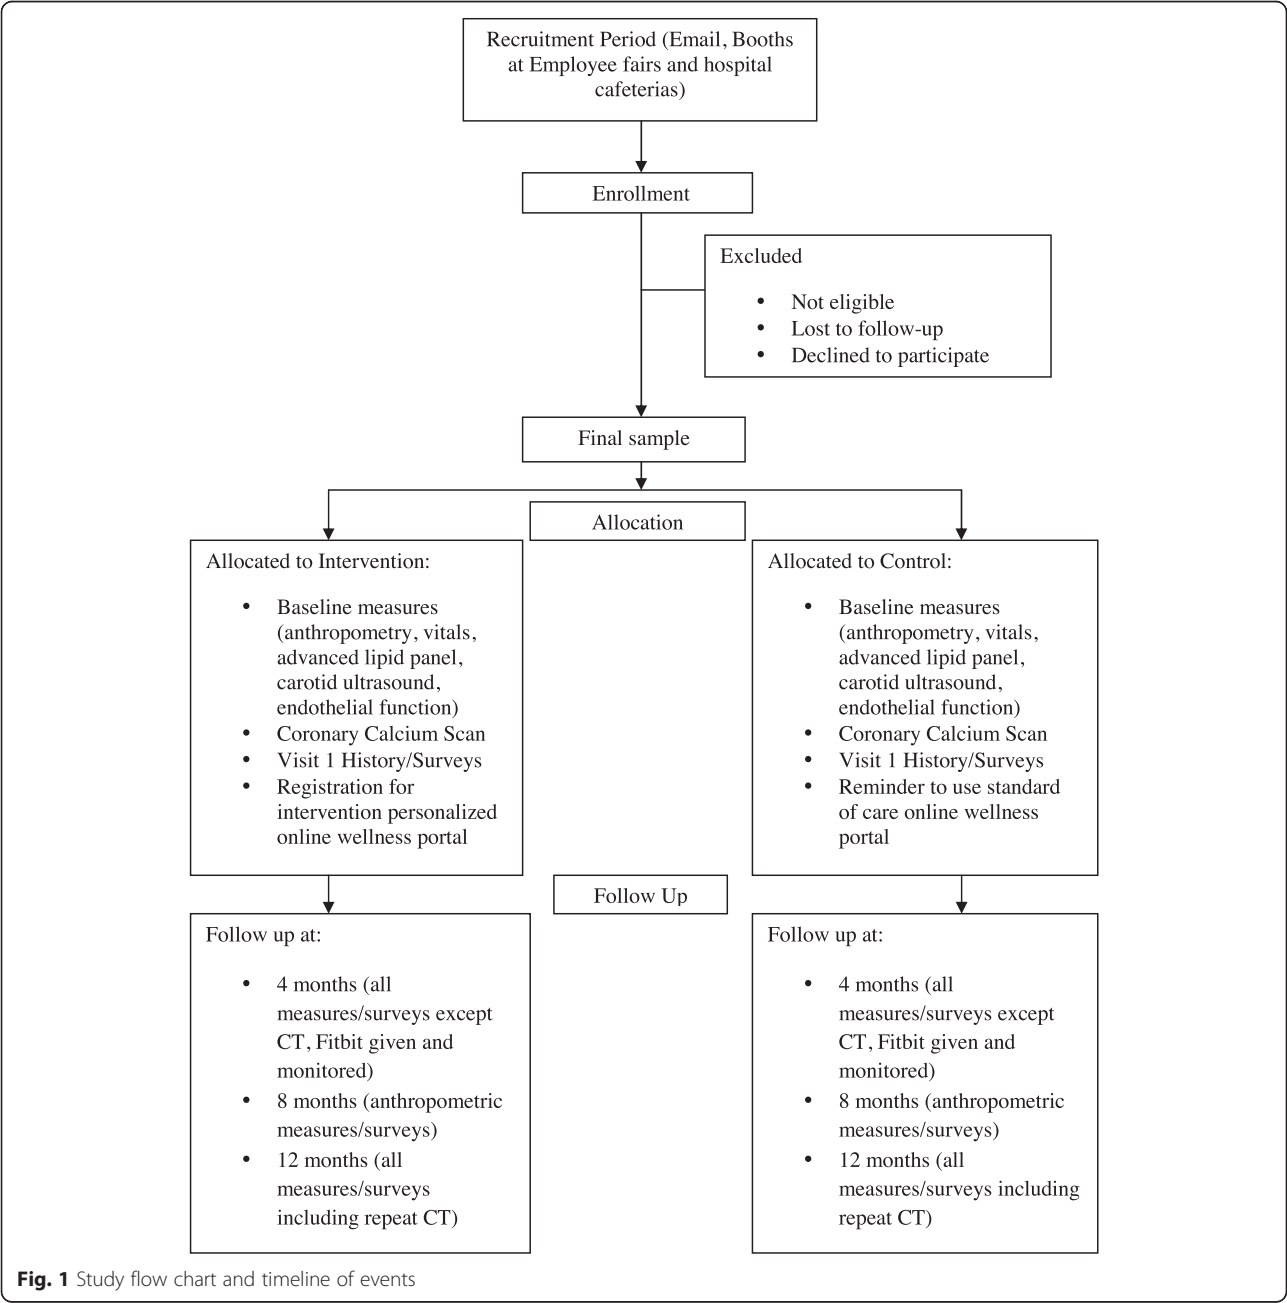 Recruitment Period (Email, Booths
at Employee fairs and hospital
cafeterias)
Enrollment
Excluded
• Not eligible
• Lost to follow-up
• Declined to participate
Final sample
Allocation
Allocated to Intervention:
• Baseline measures
(anthropometry, vitals,
advanced lipid panel,
carotid ultrasound,
endothelial function)
• Coronary Calcium Scan
• Visit 1 History/Surveys
• Registration for
intervention personalized
online wellness portal
Allocated to Control:
• Baseline measures
(anthropometry, vitals,
advanced lipid panel,
carotid ultrasound,
endothelial function)
• Coronary Calcium Scan
• Visit 1 History/Surveys
• Reminder to use standard
of care online wellness
portal
Follow Up
Follow up at:
• 4 months (all
measures/surveys except
CT, Fitbit given and
monitored)
• 8 months (anthropometric
measures/surveys)
• 12 months (all
measures/surveys
including repeat CT)
Follow up at:
• 4 months (all
measures/surveys except
CT, Fitbit given and
monitored)
• 8 months (anthropometric
measures/surveys)
• 12 months (all
measures/surveys including
repeat CT)
Fig. 1 Study flow chart and timeline of events